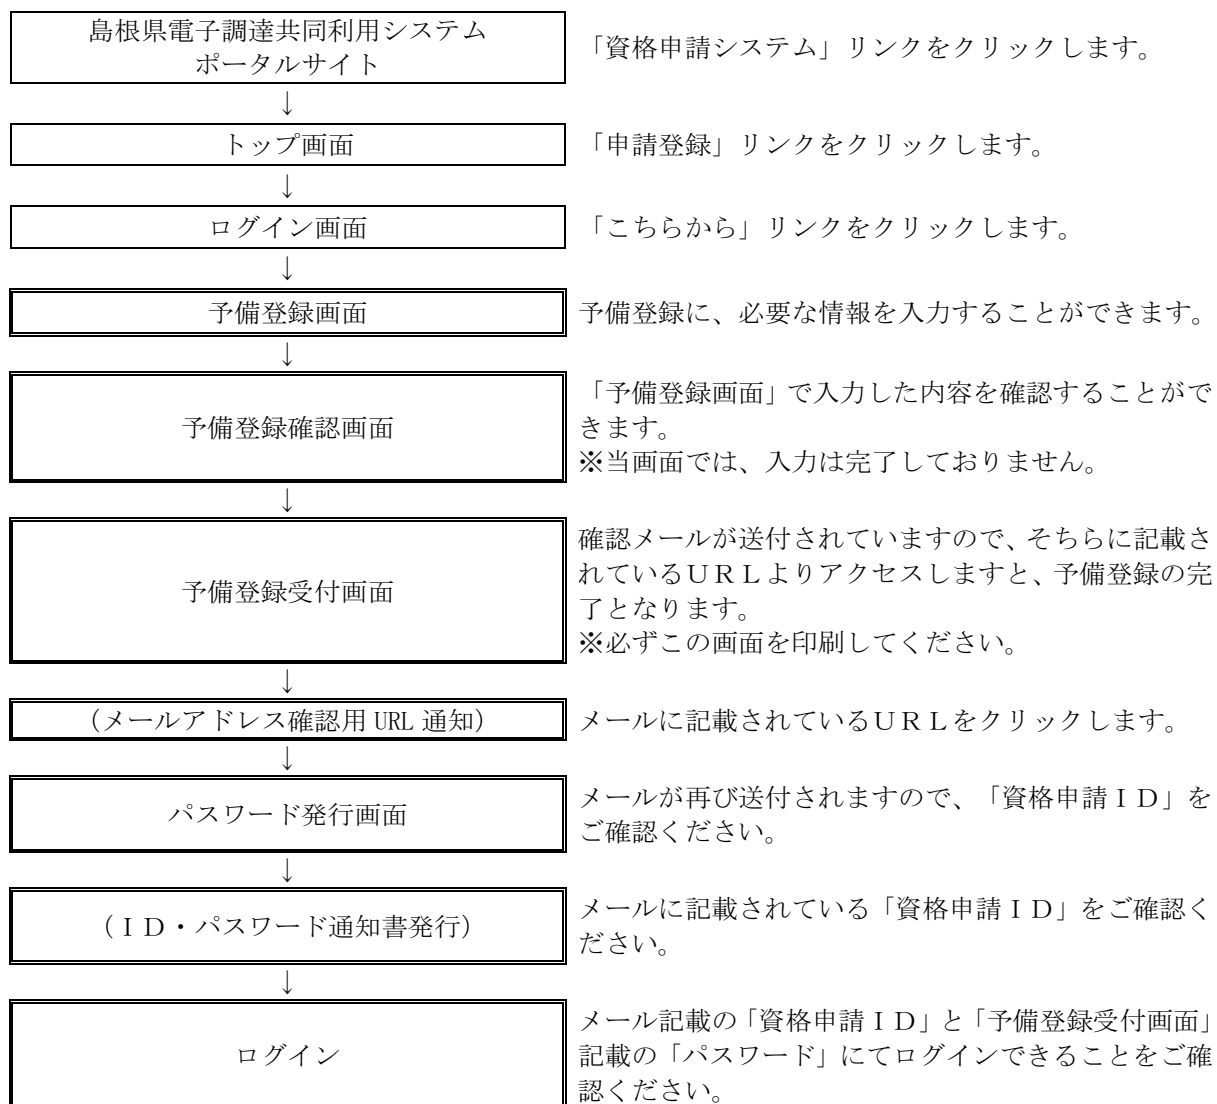 島根県電子調達共同利用システム
ポータルサイト
「資格申請システム」リンクをクリックします。
↓
トップ画面
「申請登録」リンクをクリックします。
↓
ログイン画面
「こちらから」リンクをクリックします。
↓
予備登録画面
予備登録に、必要な情報を入力することができます。
↓
予備登録確認画面
「予備登録画面」で入力した内容を確認することがで
きます。
※当画面では、入力は完了しておりません。
↓
予備登録受付画面
確認メールが送付されていますので、そちらに記載さ
れているＵＲＬよりアクセスしますと、予備登録の完
了となります。
※必ずこの画面を印刷してください。
↓
（メールアドレス確認用 URL 通知）
メールに記載されているＵＲＬをクリックします。
↓
パスワード発行画面
メールが再び送付されますので、「資格申請ＩＤ」を
ご確認ください。
↓
（ＩＤ・パスワード通知書発行）
メールに記載されている「資格申請ＩＤ」をご確認く
ださい。
↓
ログイン
メール記載の「資格申請ＩＤ」と「予備登録受付画面」
記載の「パスワード」にてログインできることをご確
認ください。